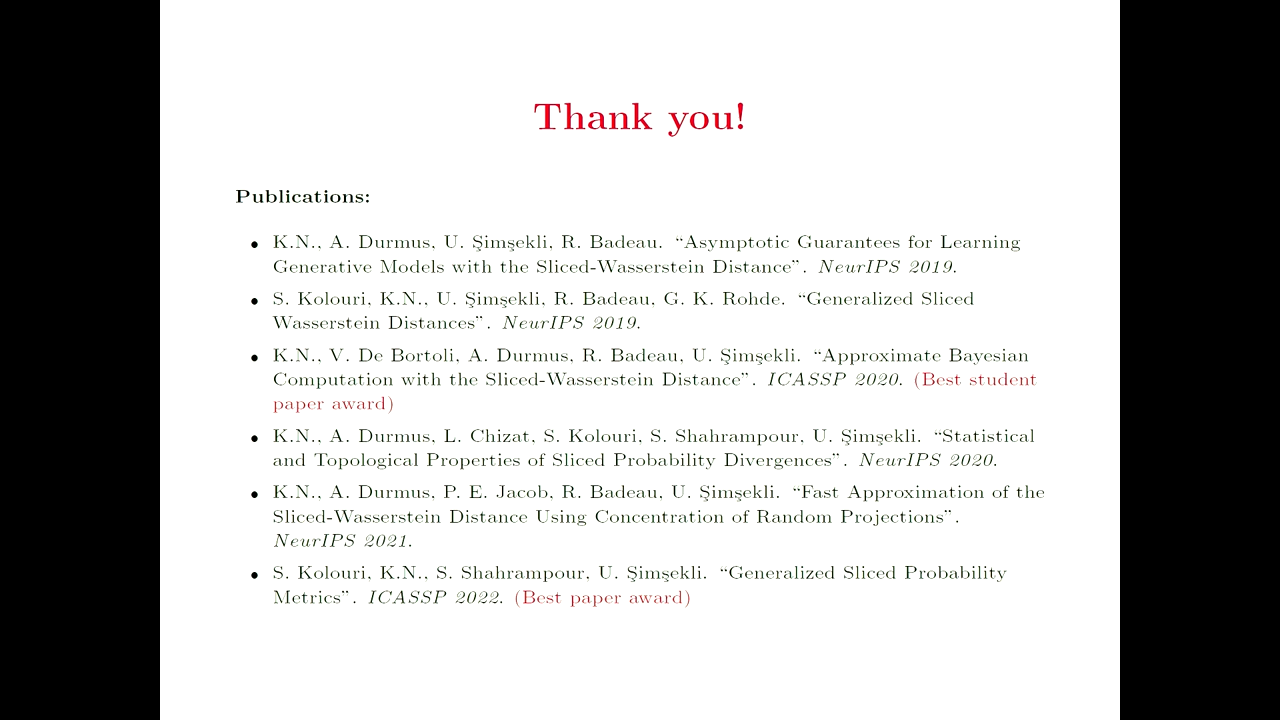 Thank you!
Publications:
• K.N., A. Durmus, U. Şimşekli, R. Badeau. “Asymptotic Guarantees for Learning
Generative Models with the Sliced-Wasserstein Distance”. NeurIPS 2019.
• S. Kolouri, K.N., U. Şimşekli, R. Badeau, G. K. Rohde. “Generalized Sliced
Wasserstein Distances”. NeurIPS 2019.
• K.N., V. De Bortoli, A. Durmus, R. Badeau, U. Şimşekli. “Approximate Bayesian
Computation with the Sliced-Wasserstein Distance”. ICASSP 2020. (Best student
paper award)
• K.N., A. Durmus, L. Chizat, S. Kolouri, S. Shahrampour, U. Şimşekli. “Statistical
and Topological Properties of Sliced Probability Divergences”. NeurIPS 2020.
• K.N., A. Durmus, P. E. Jacob, R. Badeau, U. Şimşekli. “Fast Approximation of the
Sliced-Wasserstein Distance Using Concentration of Random Projections”.
NeurIPS 2021.
• S. Kolouri, K.N., S. Shahrampour, U. Şimşekli. “Generalized Sliced Probability
Metrics”. ICASSP 2022. (Best paper award)